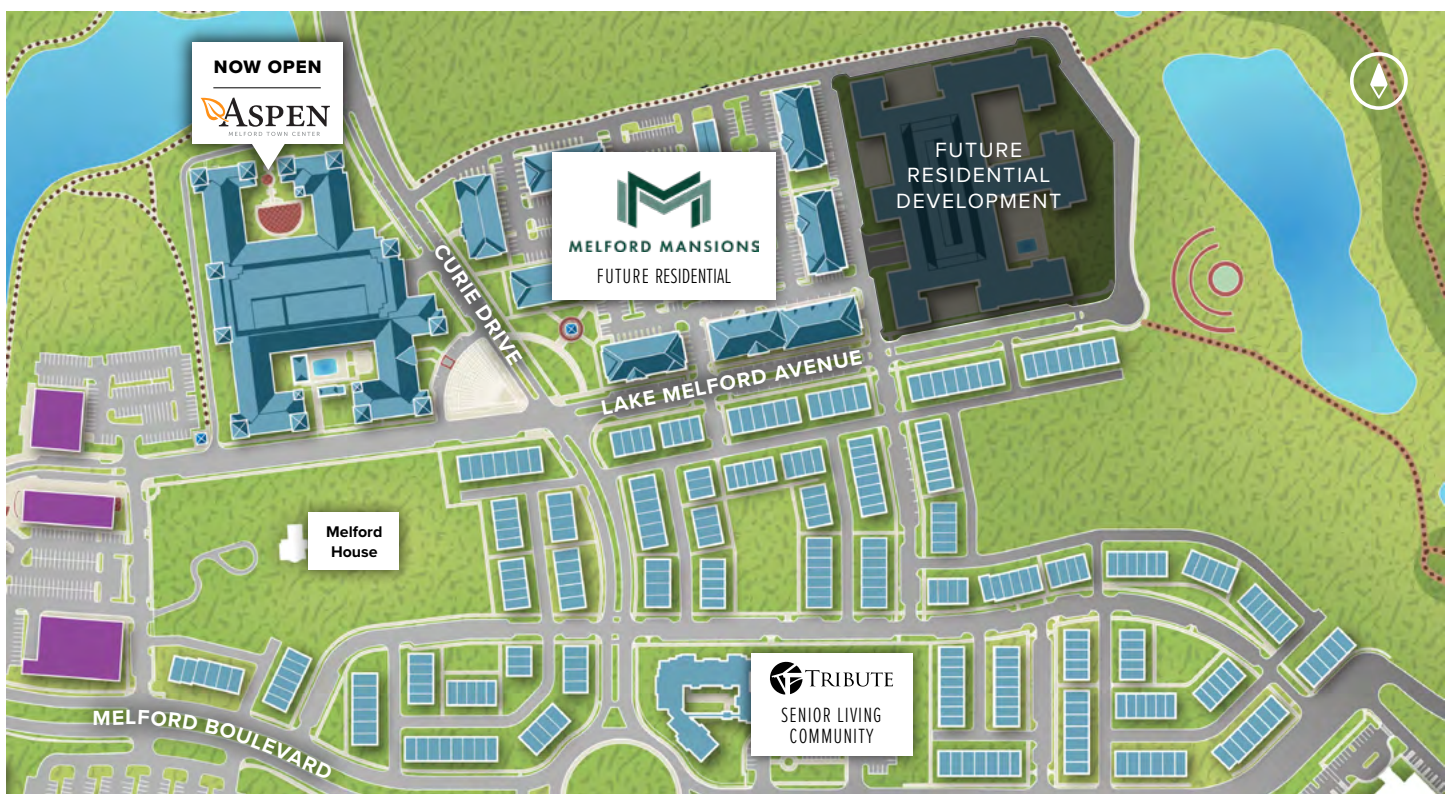 NOW OPEN
ASPEN
MELFORD TOWN CENTER
MELFORD MANSIONS
FUTURE RESIDENTIAL
FUTURE
RESIDENTIAL
DEVELOPMENT
CURIE DRIVE
LAKE MELFORD AVENUE
Melford
House
TRIBUTE
SENIOR LIVING
COMMUNITY
MELFORD BOULEVARD